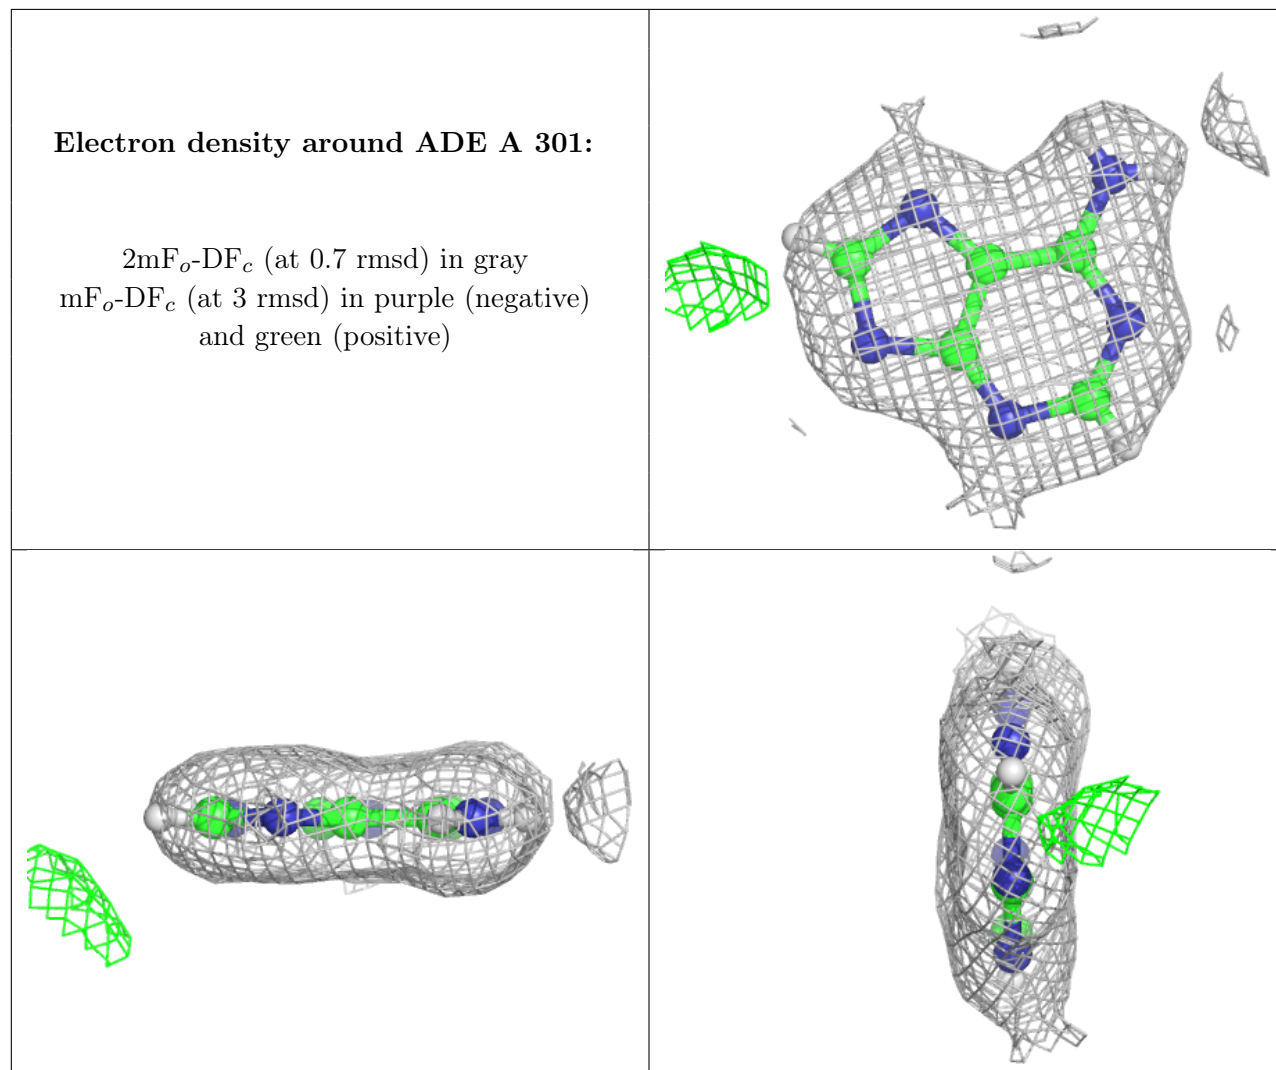 Electron density around ADE A 301:
2mFo-DFc (at 0.7 rmsd) in gray
mFo-DFc (at 3 rmsd) in purple (negative)
and green (positive)